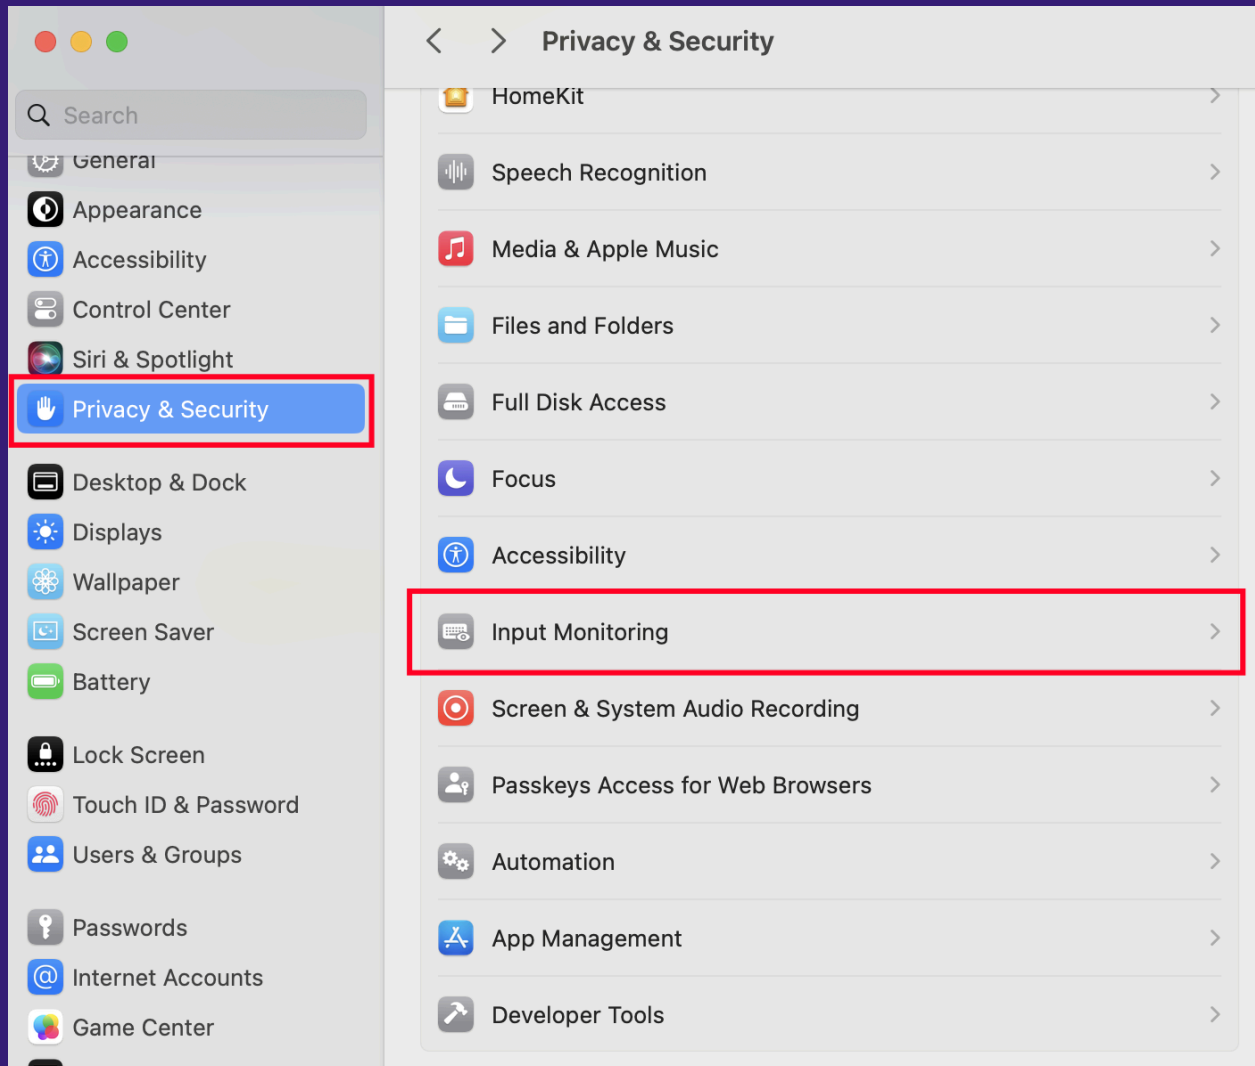 Search
General
Appearance
Accessibility
Control Center
Siri & Spotlight
Privacy & Security
Desktop & Dock
Displays
Wallpaper
Screen Saver
Battery
Lock Screen
Touch ID & Password
Users & Groups
Passwords
Internet Accounts
Game Center
Privacy & Security
HomeKit
Speech Recognition
Media & Apple Music
Files and Folders
Full Disk Access
Focus
Accessibility
Input Monitoring
Screen & System Audio Recording
Passkeys Access for Web Browsers
Automation
App Management
Developer Tools